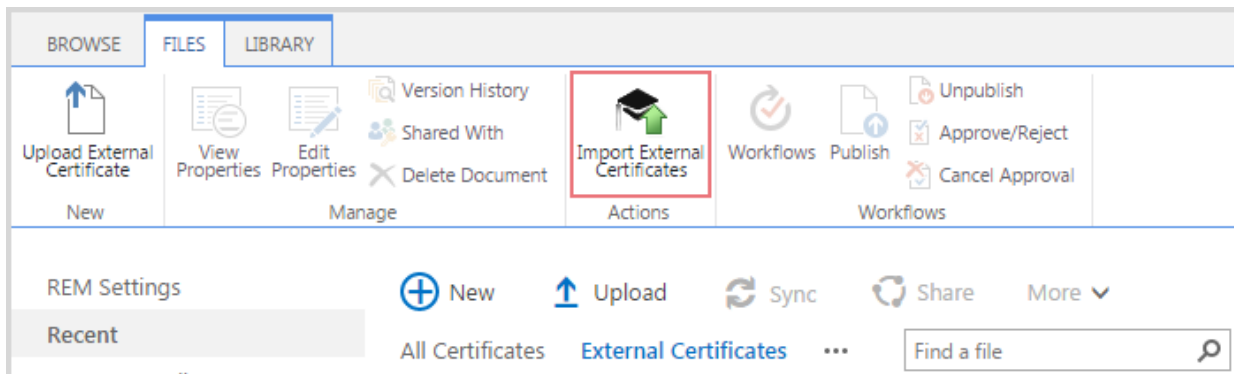 BROWSE FILES LIBRARY
Upload External
Certificate
New
View
Properties
Edit
Properties
Version History
Shared With
Delete Document
Manage
Import External
Certificates
Actions
Workflows
Publish
Unpublish
Approve/Reject
Cancel Approval
Workflows
REM Settings
Recent
New Upload Sync Share More
All Certificates External Certificates ••• Find a file